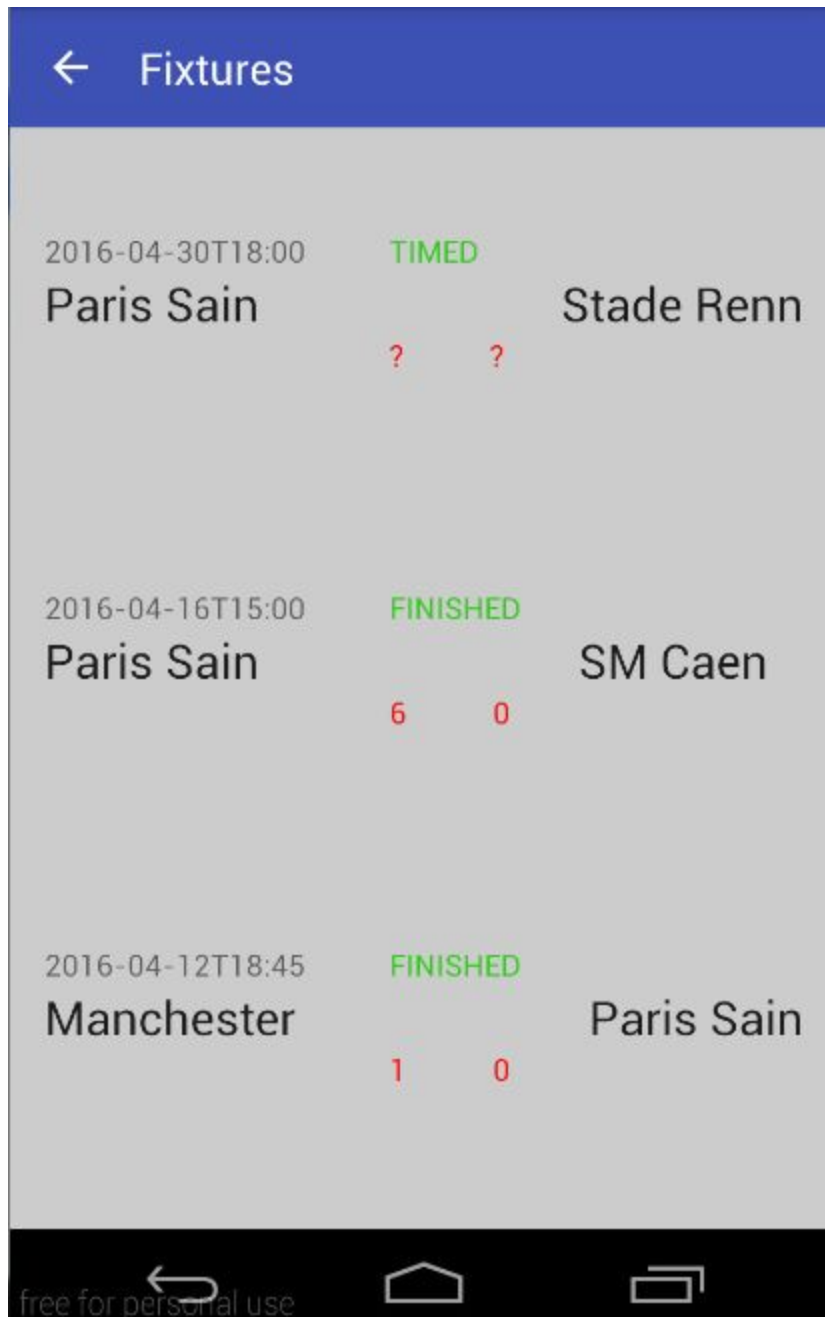 Fixtures
2016-04-30T18:00 TIMED
Paris Sain Stade Renn
? ?
2016-04-16T15:00 FINISHED
Paris Sain SM Caen
6 0
2016-04-12T18:45 FINISHED
Manchester Paris Sain
1 0
free for personal use